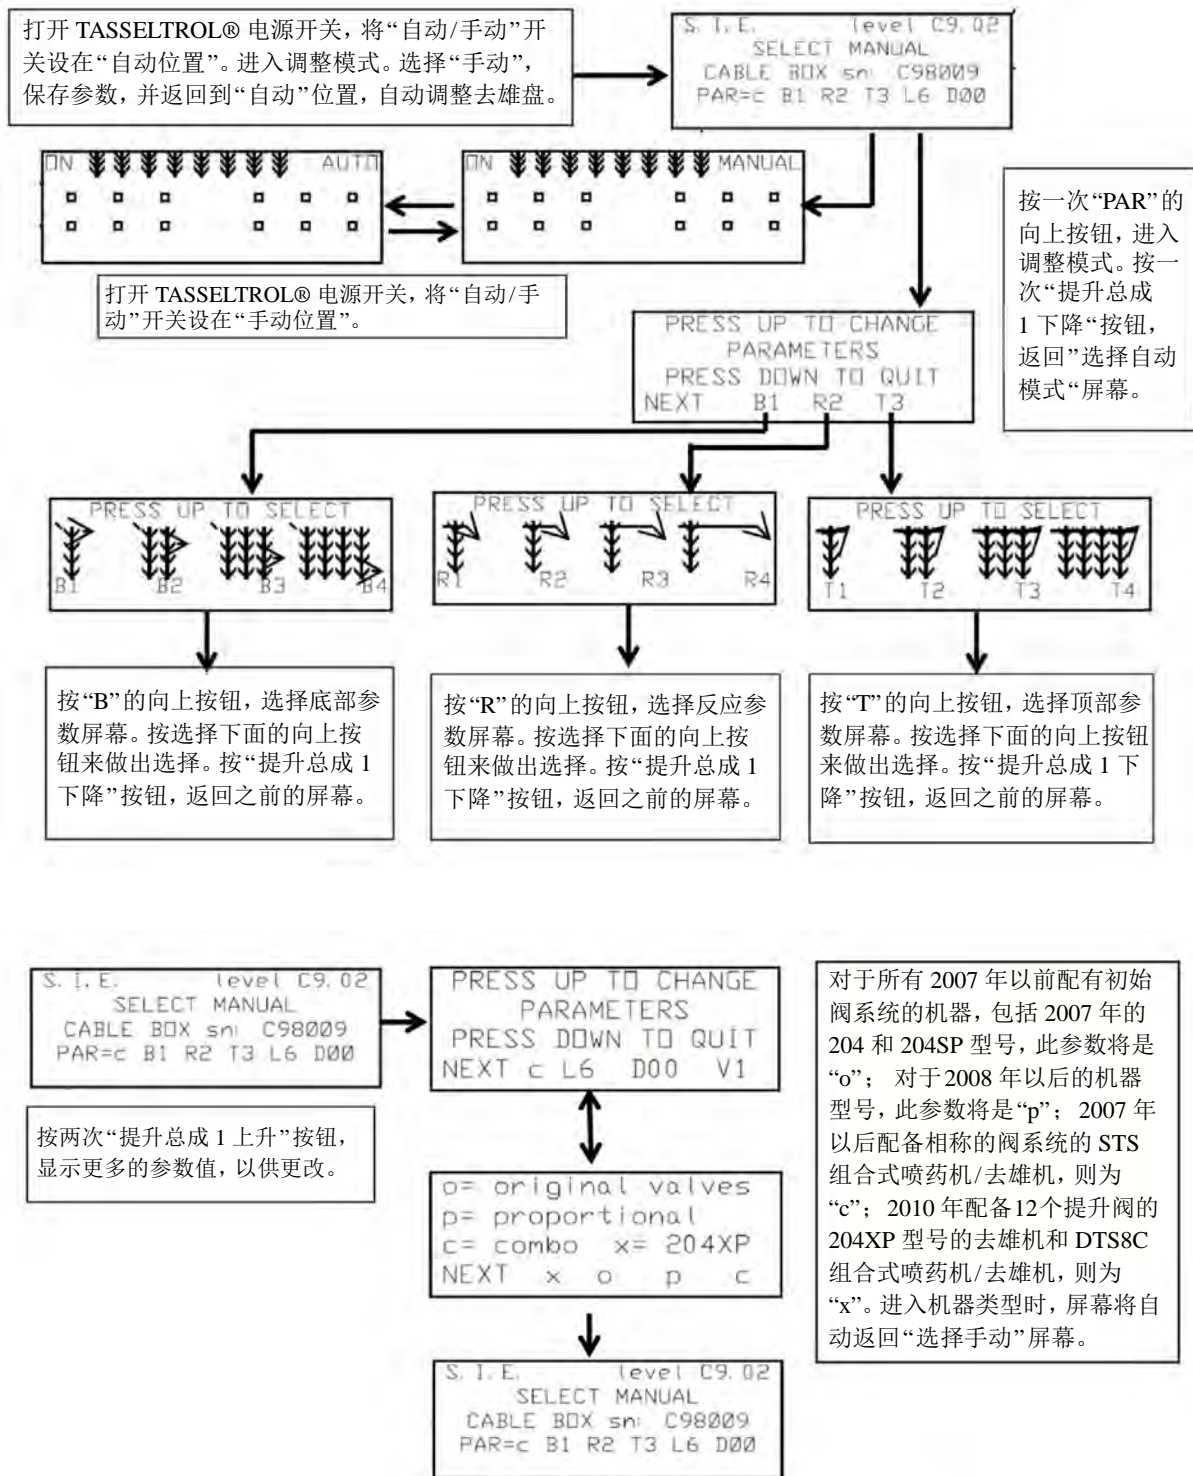 打开 TASSELTROL® 电源开关，将“自动/手动”开
关设在“自动位置”。进入调整模式。选择“手动”，
保存参数，并返回到“自动”位置，自动调整去雄盘。
S. I. E. level C9.02
SELECT MANUAL
CABLE BOX sn: C98009
PAR=c B1 R2 T3 L6 D00
ON AUTO
ON MANUAL
打开 TASSELTROL® 电源开关，将“自动/手
动”开关设在“手动位置”。
按一次“PAR”的
向上按钮，进入
调整模式。按一
次“提升总成
1 下降“按钮，
返回”选择自动
模式“屏幕。
PRESS UP TO CHANGE
PARAMETERS
PRESS DOWN TO QUIT
NEXT B1 R2 T3
PRESS UP TO SELECT
B1 B2 B3 B4
PRESS UP TO SELECT
R1 R2 R3 R4
PRESS UP TO SELECT
T1 T2 T3 T4
按“B”的向上按钮，选择底部参
数屏幕。按选择下面的向上按
钮来做出选择。按“提升总成 1
下降”按钮，返回之前的屏幕。
按“R”的向上按钮，选择反应参
数屏幕。按选择下面的向上按
钮来做出选择。按“提升总成 1
下降”按钮，返回之前的屏幕。
按“T”的向上按钮，选择顶部参
数屏幕。按选择下面的向上按钮
来做出选择。按“提升总成 1 下
降”按钮，返回之前的屏幕。
S. I. E. level C9.02
SELECT MANUAL
CABLE BOX sn: C98009
PAR=c B1 R2 T3 L6 D00
按两次“提升总成 1 上升”按钮，
显示更多的参数值，以供更改。
PRESS UP TO CHANGE
PARAMETERS
PRESS DOWN TO QUIT
NEXT c L6 D00 V1
o= original valves
p= proportional
c= combo x= 204XP
NEXT x o p c
S. I. E. level C9.02
SELECT MANUAL
CABLE BOX sn: C98009
PAR=c B1 R2 T3 L6 D00
对于所有 2007 年以前配有初始
阀系统的机器，包括 2007 年的
204 和 204SP 型号，此参数将是
“o”； 对于2008 年以后的机器
型号，此参数将是“p”； 2007 年
以后配备相称的阀系统的 STS
组合式喷药机/去雄机，则为
“c”； 2010 年配备12个提升阀的
204XP 型号的去雄机和 DTS8C
组合式喷药机/去雄机，则为
“x”。进入机器类型时，屏幕将自
动返回“选择手动”屏幕。